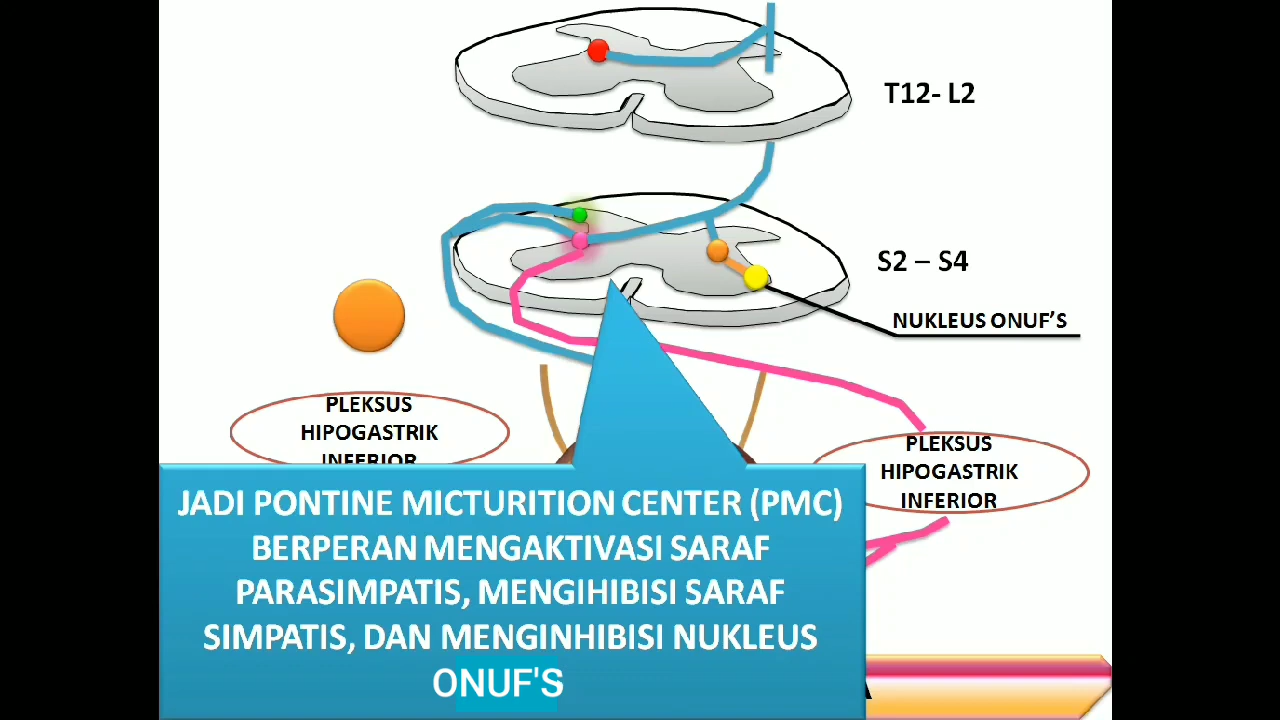 T12- L2
S2 – S4
NUKLEUS ONUF'S
PLEKSUS
HIPOGASTRIK
INFERIOR
PLEKSUS
HIPOGASTRIK
INFERIOR
JADI PONTINE MICTURITION CENTER (PMC)
BERPERAN MENGAKTIVASI SARAF
PARASIMPATIS, MENGIHIBISI SARAF
SIMPATIS, DAN MENGINHIBISI NUKLEUS
ONUF'S